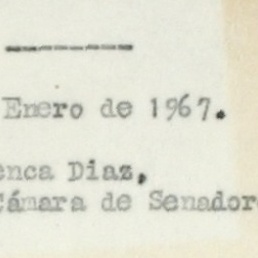 Enero de 1967.
enca Diaz,
Cámara de Senador